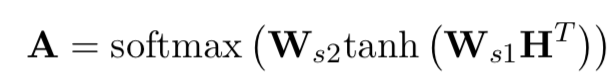 A = softmax (W_{s2}tanh (W_{s1}H^T))